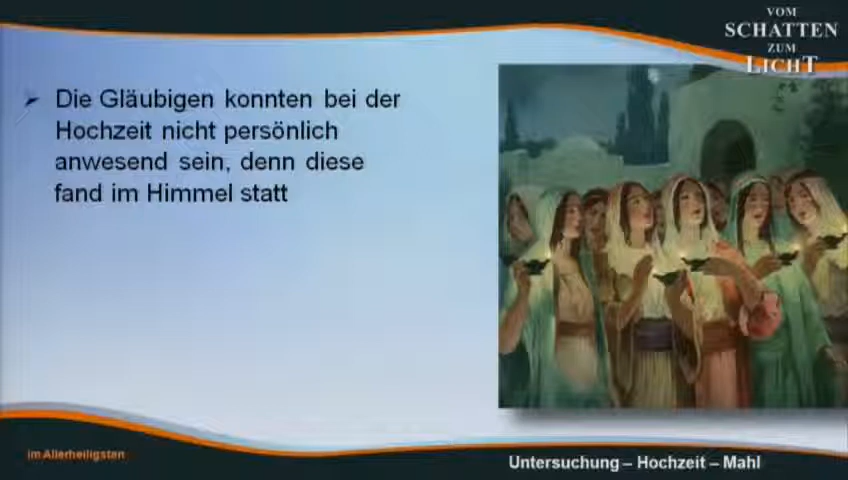 VOM
SCHATTEN
ZUM
LICHT
Die Gläubigen konnten bei der
Hochzeit nicht persönlich
anwesend sein, denn diese
fand im Himmel statt
im Allerheiligsten
Untersuchung – Hochzeit – Mahl